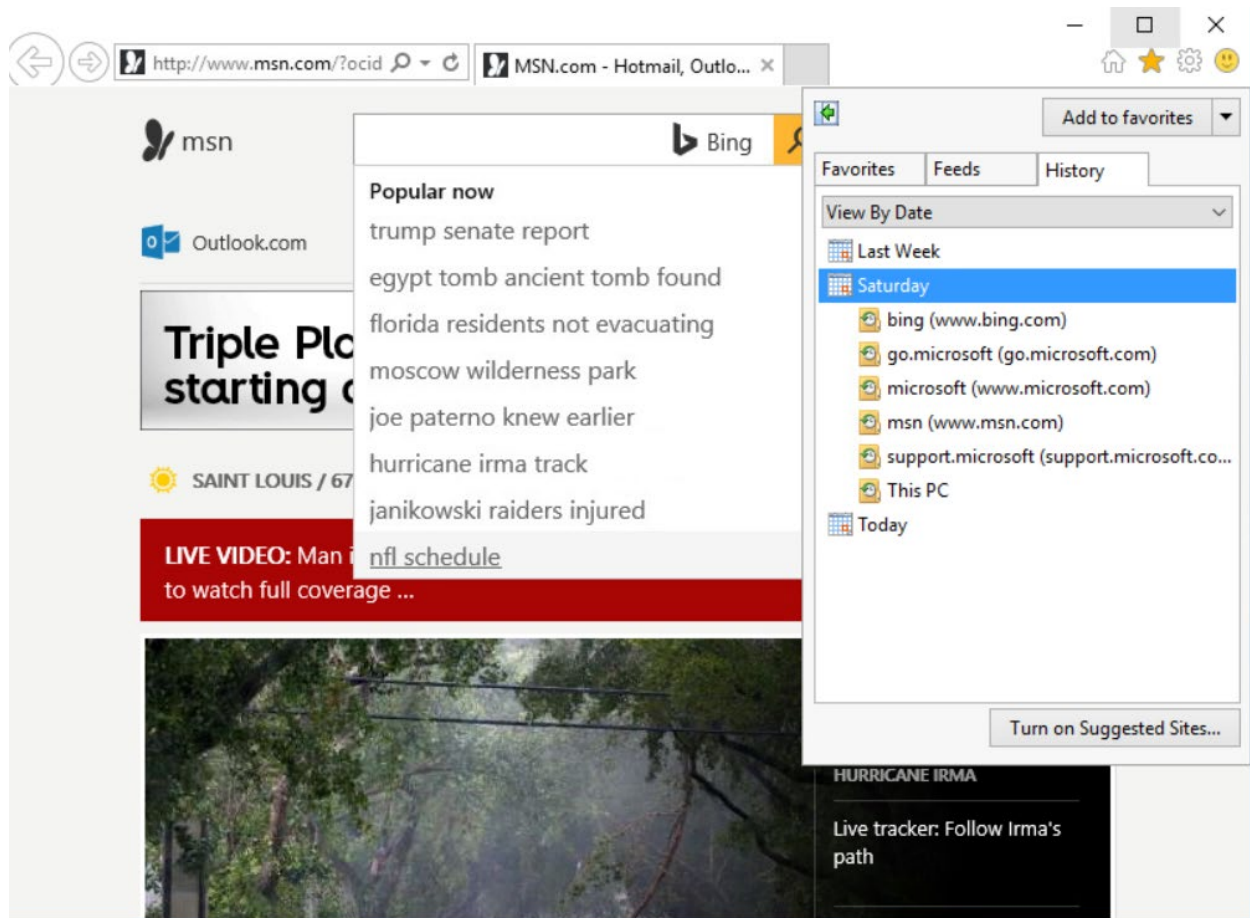 http://www.msn.com/?ocid
MSN.com - Hotmail, Outlo...
msn
Bing
Popular now
trump senate report
egypt tomb ancient tomb found
florida residents not evacuating
moscow wilderness park
joe paterno knew earlier
hurricane irma track
janikowski raiders injured
nfl schedule
Outlook.com
Triple Pl
starting
SAINT LOUIS / 67
LIVE VIDEO: Man i
to watch full coverage ...
Add to favorites
Favorites
Feeds
History
View By Date
Last Week
Saturday
bing (www.bing.com)
go.microsoft (go.microsoft.com)
microsoft (www.microsoft.com)
msn (www.msn.com)
support.microsoft (support.microsoft.co...
This PC
Today
Turn on Suggested Sites...
HURRICANE IRMA
Live tracker: Follow Irma's
path